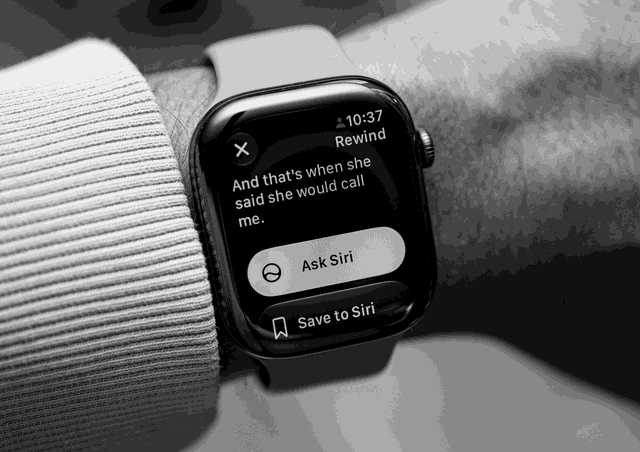 10:37
Rewind
And that's when she
said she would call
me.
Ask Siri
Save to Siri